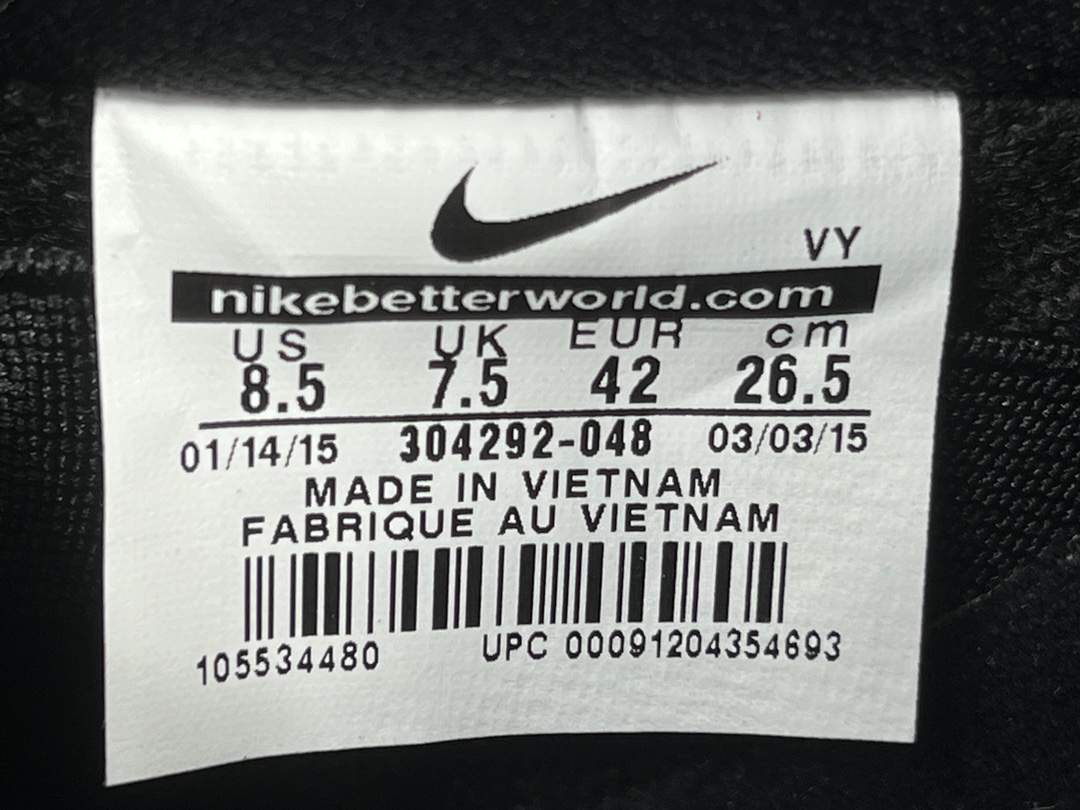 VY
nikebetterworld.com
US UK EUR cm
8.5 7.5 42 26.5
01/14/15 304292-048 03/03/15
MADE IN VIETNAM
FABRIQUE AU VIETNAM
105534480 UPC 00091204354693